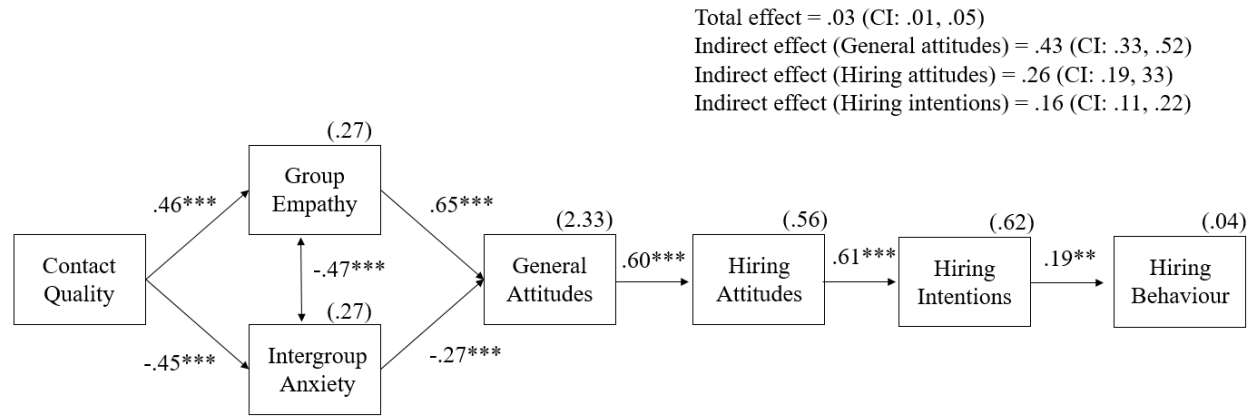 Total effect = .03 (CI: .01, .05)
Indirect effect (General attitudes) = .43 (CI: .33, .52)
Indirect effect (Hiring attitudes) = .26 (CI: .19, 33)
Indirect effect (Hiring intentions) = .16 (CI: .11, .22)
(.27)
Group
Empathy
.46***
.65***
(2.33)
(.56)
(.62)
(.04)
Contact
Quality
-.47***
General
Attitudes
.60***
Hiring
Attitudes
.61***
Hiring
Intentions
.19**
Hiring
Behaviour
(.27)
-.45***
Intergroup
Anxiety
-.27***